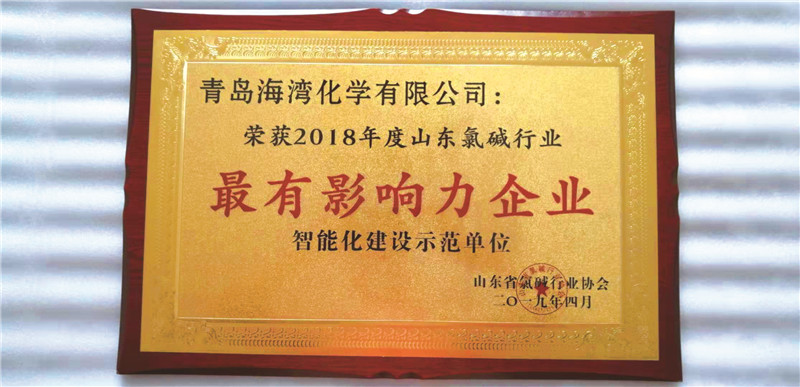 青岛海湾化学有限公司：
荣获2018年度山东氯碱行业
最有影响力企业
智能化建设示范单位
山东省氯碱行业协会
二〇一九年四月